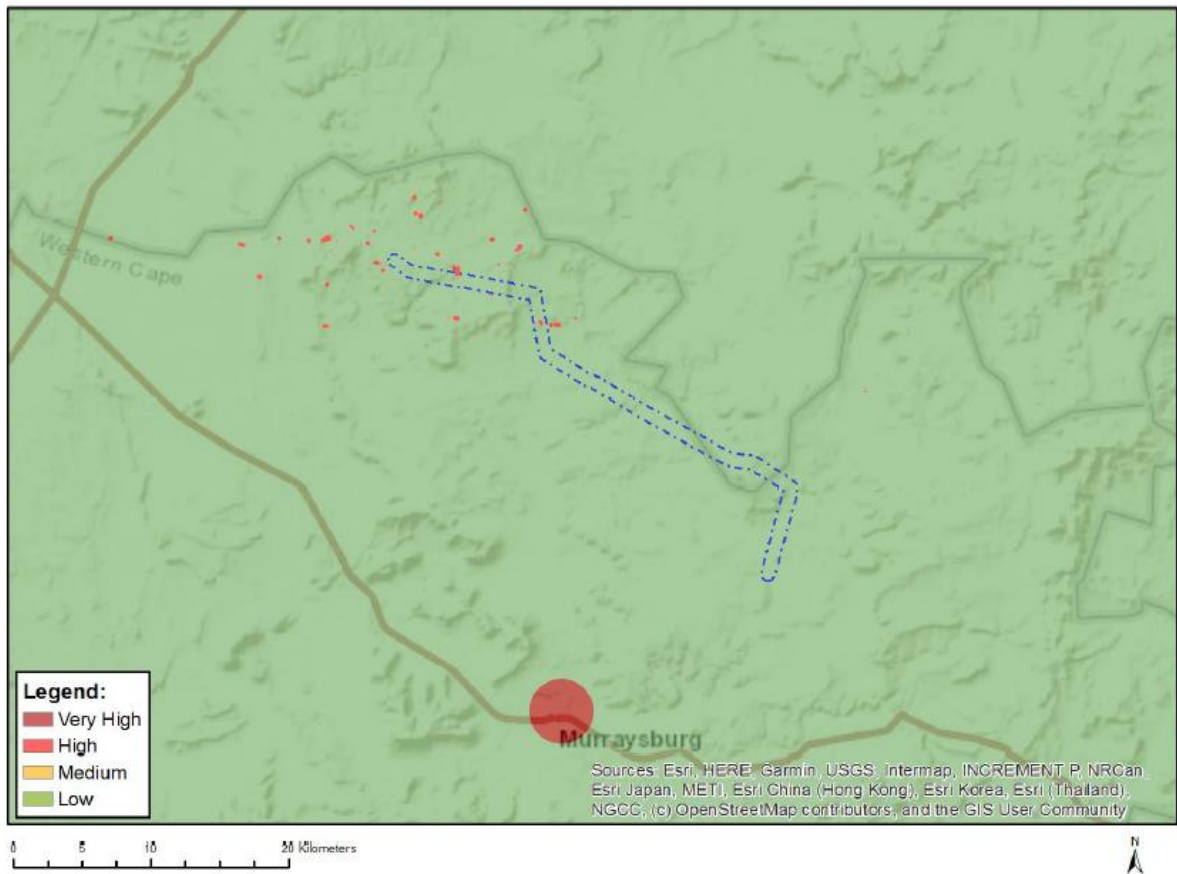 Western Cape
Murraysburg
Legend:
Very High
High
Medium
Low
Sources: Esri, HERE, Garmin, USGS, Intermap, INCREMENT P, NRCan,
Esri Japan, METI, Esri China (Hong Kong), Esri Korea, Esri (Thailand),
NGCC, (c) OpenStreetMap contributors, and the GIS User Community
0 5 10 20 Kilometers
N